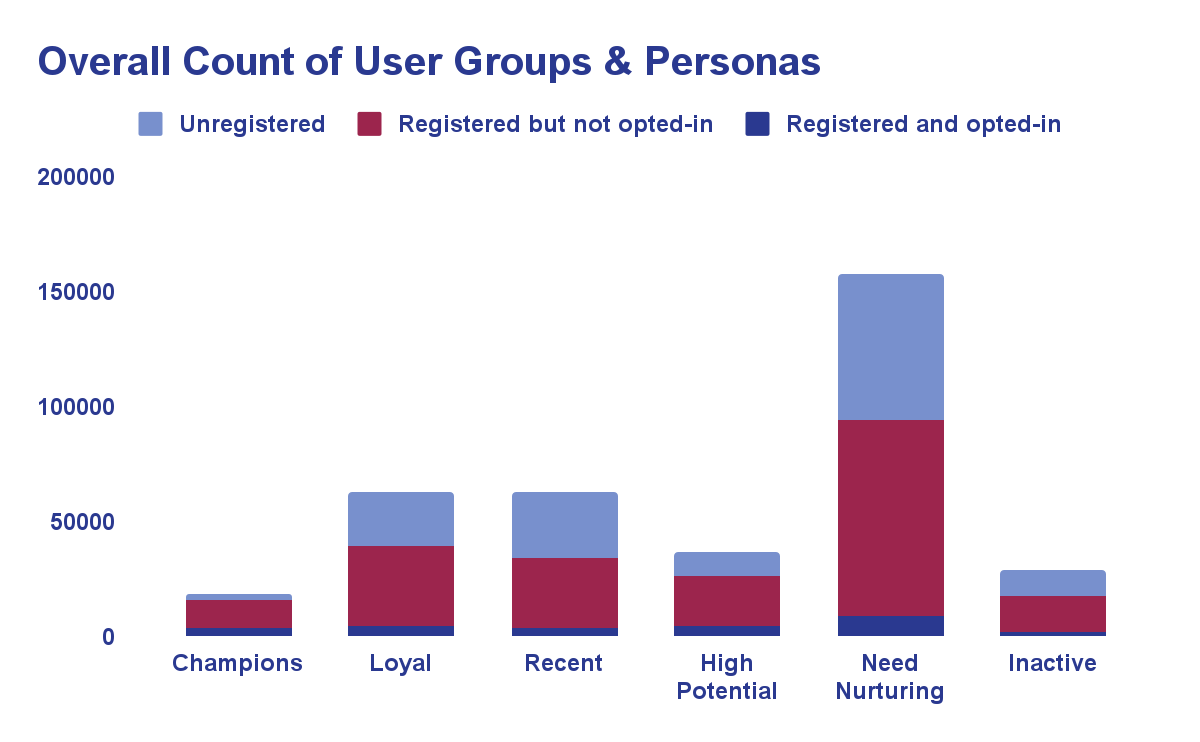 Overall Count of User Groups & Personas
Unregistered Registered but not opted-in Registered and opted-in
200000
150000
100000
50000
0
Champions Loyal Recent High Potential Need Nurturing Inactive